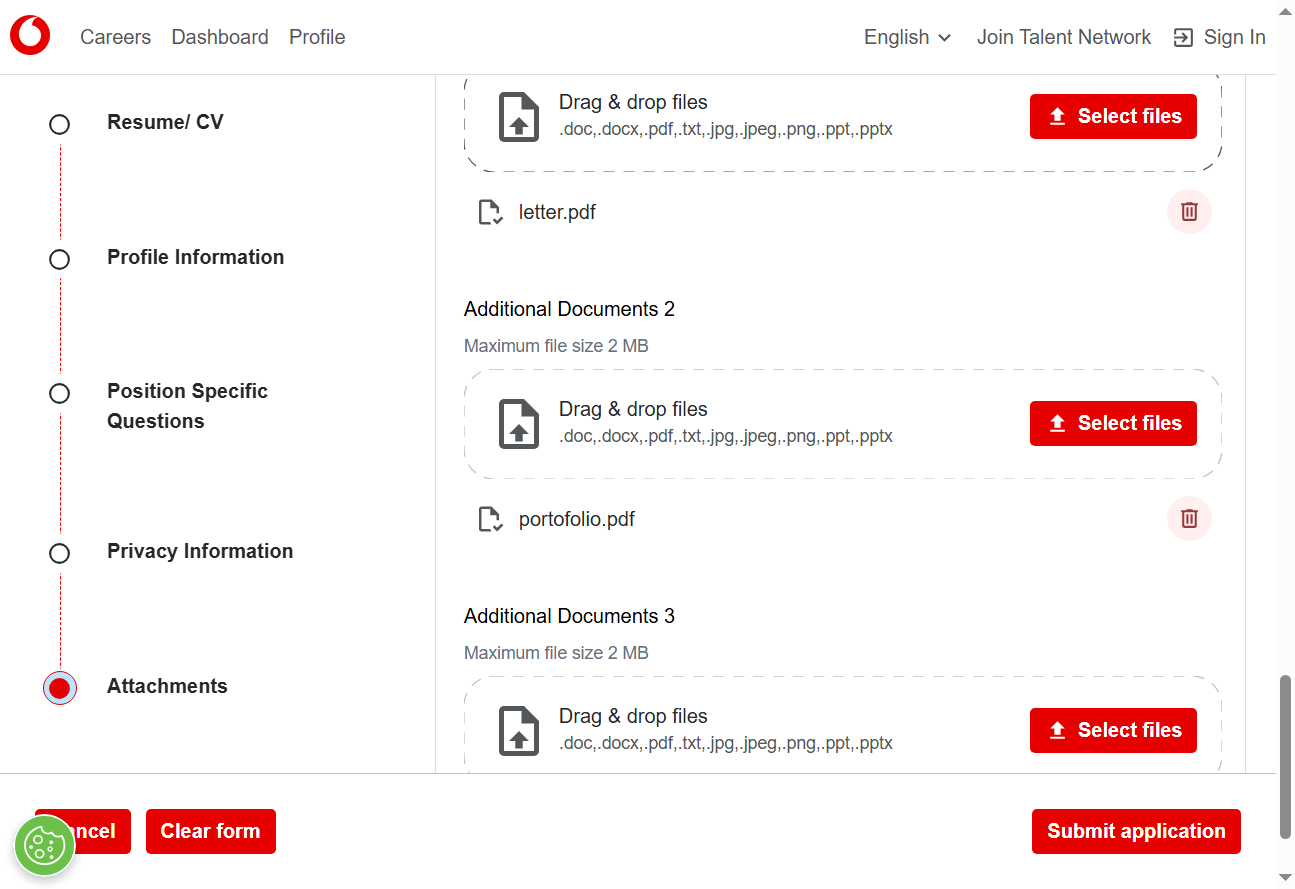 Careers Dashboard Profile English Join Talent Network Sign In
Resume/ CV
Profile Information
Position Specific
Questions
Privacy Information
Attachments
Drag & drop files
.doc,.docx,.pdf,.txt,.jpg,.jpeg,.png,.ppt,.pptx
Select files
letter.pdf
Additional Documents 2
Maximum file size 2 MB
Drag & drop files
.doc,.docx,.pdf,.txt,.jpg,.jpeg,.png,.ppt,.pptx
Select files
portofolio.pdf
Additional Documents 3
Maximum file size 2 MB
Drag & drop files
.doc,.docx,.pdf,.txt,.jpg,.jpeg,.png,.ppt,.pptx
Select files
ncel
Clear form
Submit application